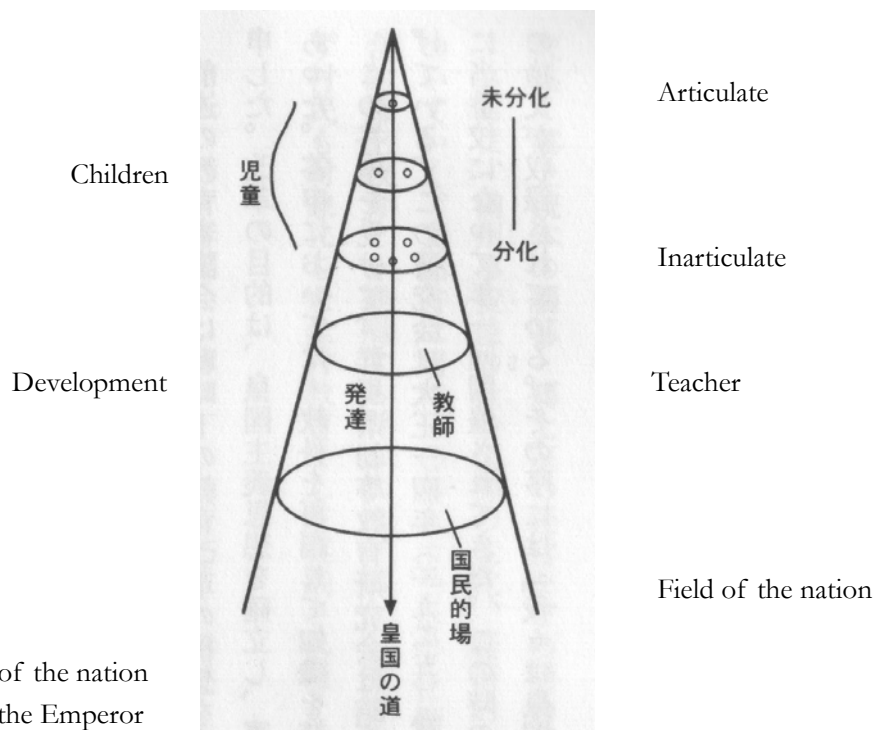 Articulate
未分化
Children
児童
分化
Inarticulate
Development
発達
教師
Teacher
国民的場
Field of the nation
皇国の道
of the nation
the Emperor